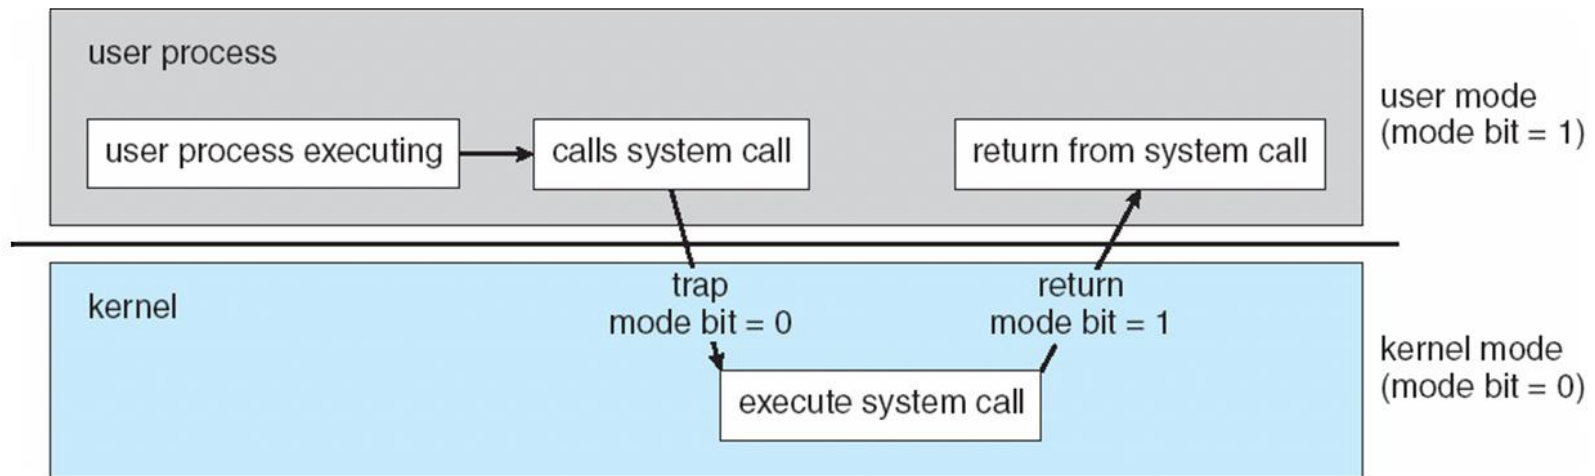 user process
user process executing
calls system call
return from system call
user mode
(mode bit = 1)
kernel
trap
mode bit = 0
return
mode bit = 1
execute system call
kernel mode
(mode bit = 0)